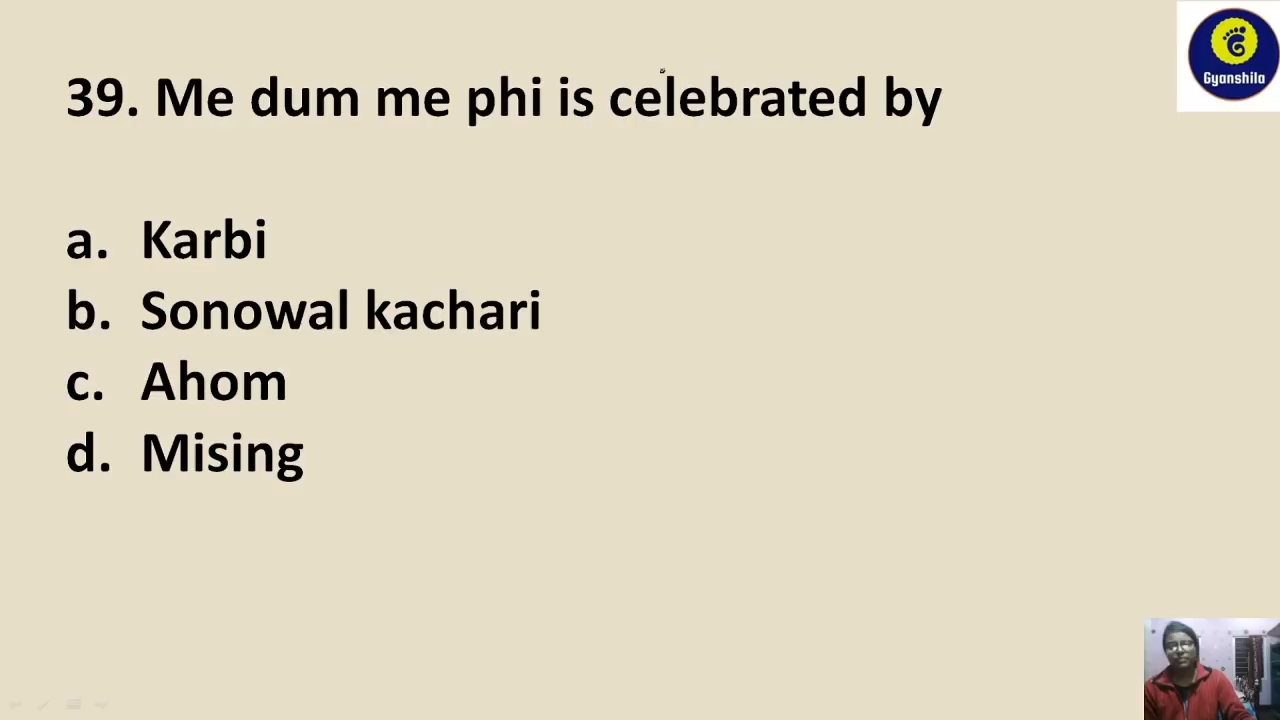 Gyanshila
39. Me dum me phi is celebrated by
a. Karbi
b. Sonowal kachari
c. Ahom
d. Mising